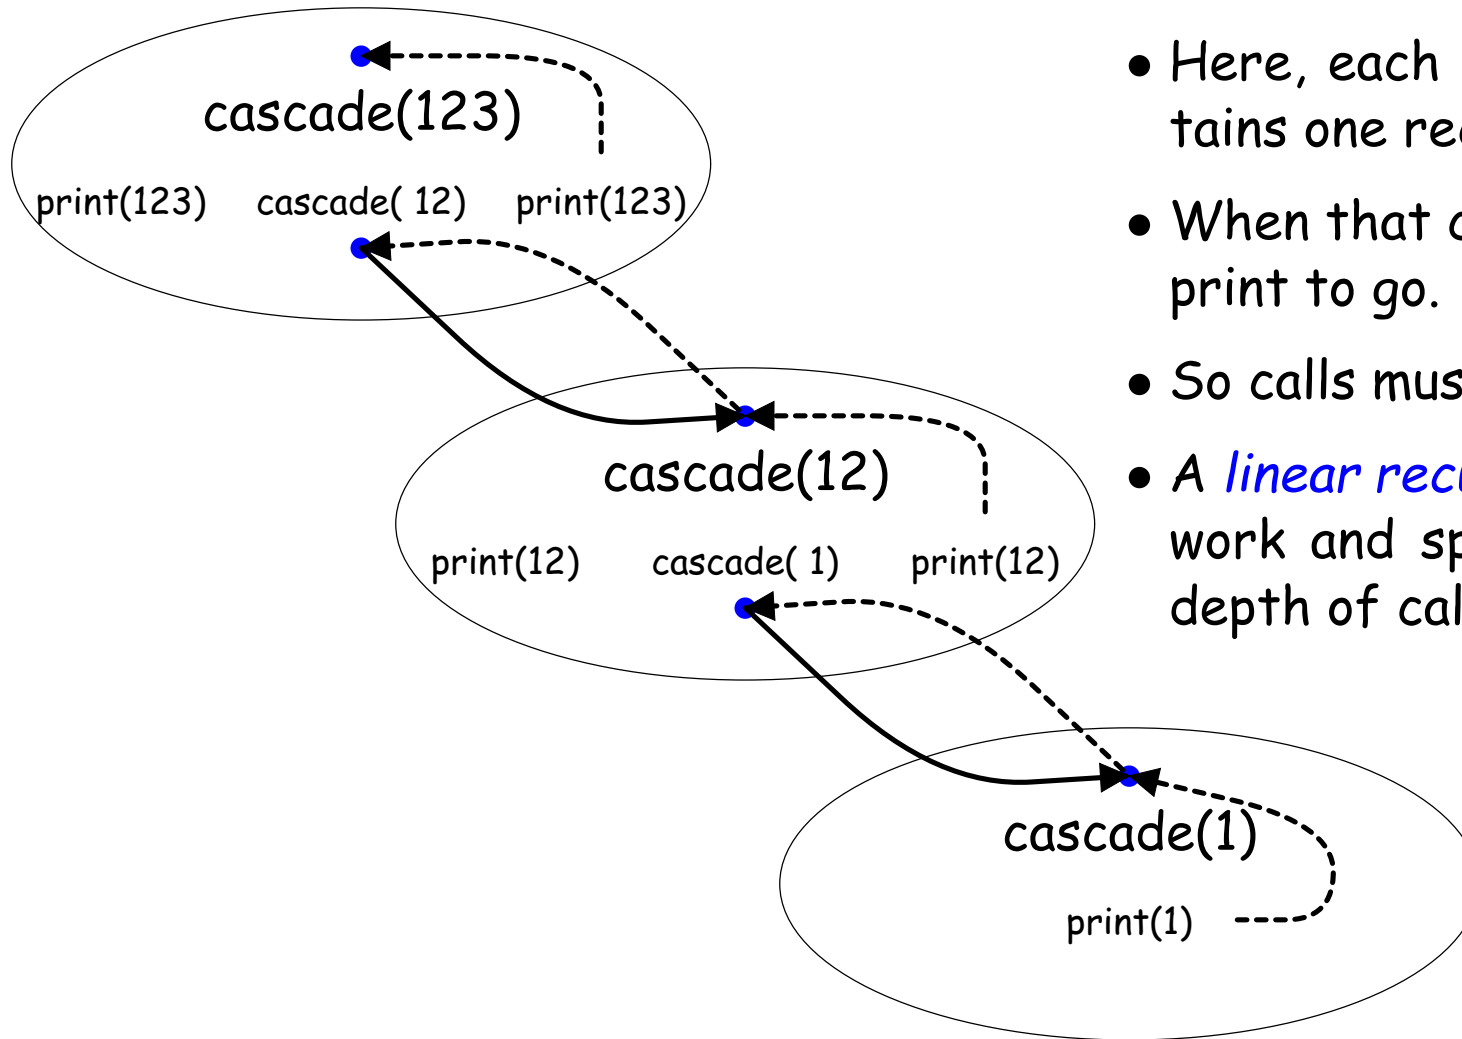 cascade(123)
print(123) cascade( 12) print(123)
cascade(12)
print(12) cascade( 1) print(12)
cascade(1)
print(1)
• Here, each
tains one
• When that
print to go.
• So calls
• A linear
work and
depth of